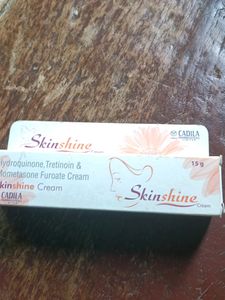 Skinshine
CADILA
15 g
Hydroquinone, Tretinoin &
Mometasone Furoate Cream
Skinshine Cream
CADILA
Skinshine
Cream